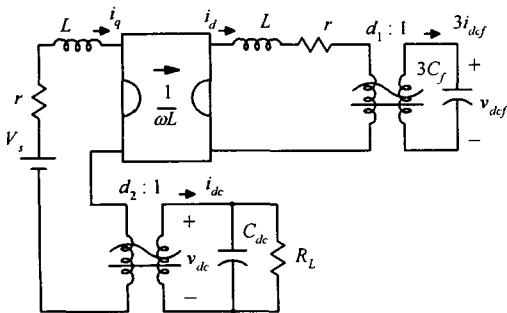 L
i_q
i_d
L
r
d_1 : 1
3i_dcf
r
1
ωL
3C_f
+
v_dcf
−
V_s
d_2 : 1
i_dc
+
v_dc
−
C_dc
R_L